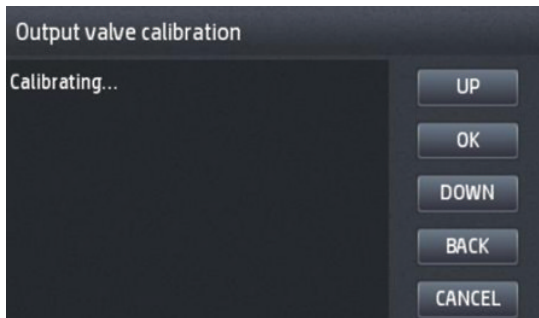 Output valve calibration
Calibrating...
UP
OK
DOWN
BACK
CANCEL